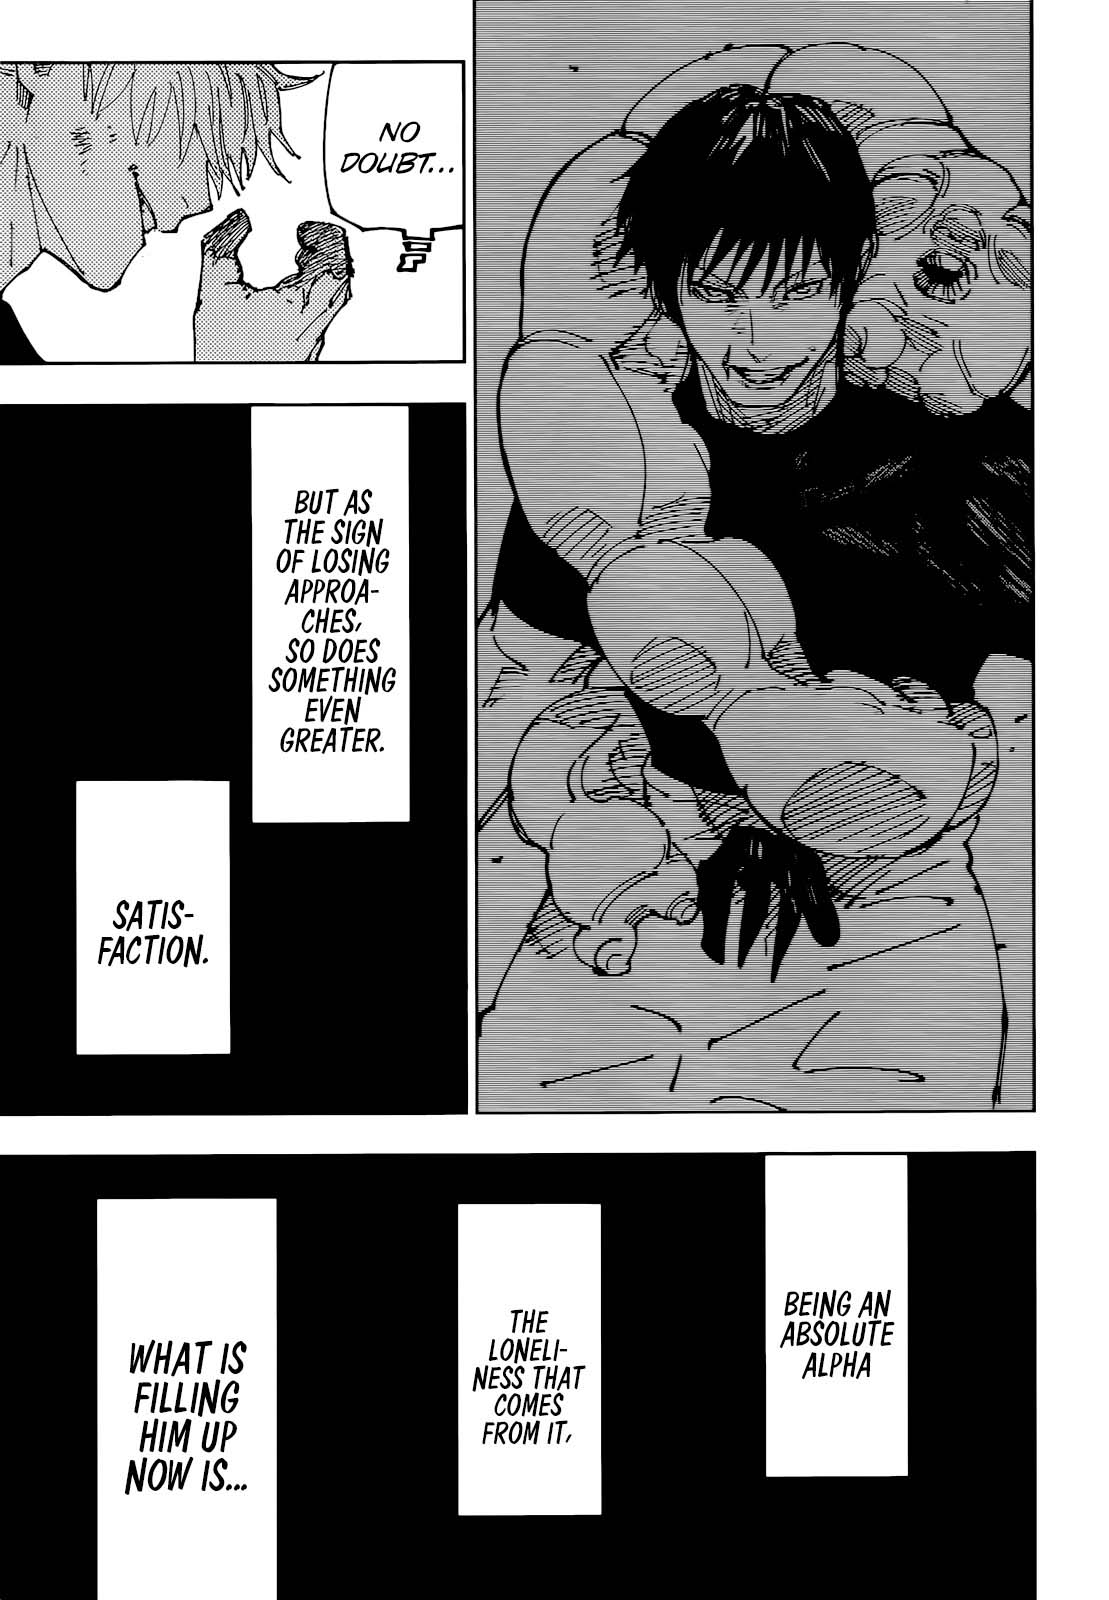 NO
DOUBT...
BUT AS
THE SIGN
OF LOSING
APPROA-
CHES,
SO DOES
SOMETHING
EVEN
GREATER.
SATIS-
FACTION.
BEING AN
ABSOLUTE
ALPHA
THE
LONELI-
NESS THAT
COMES
FROM IT,
WHAT IS
FILLING
HIM UP
NOW IS...